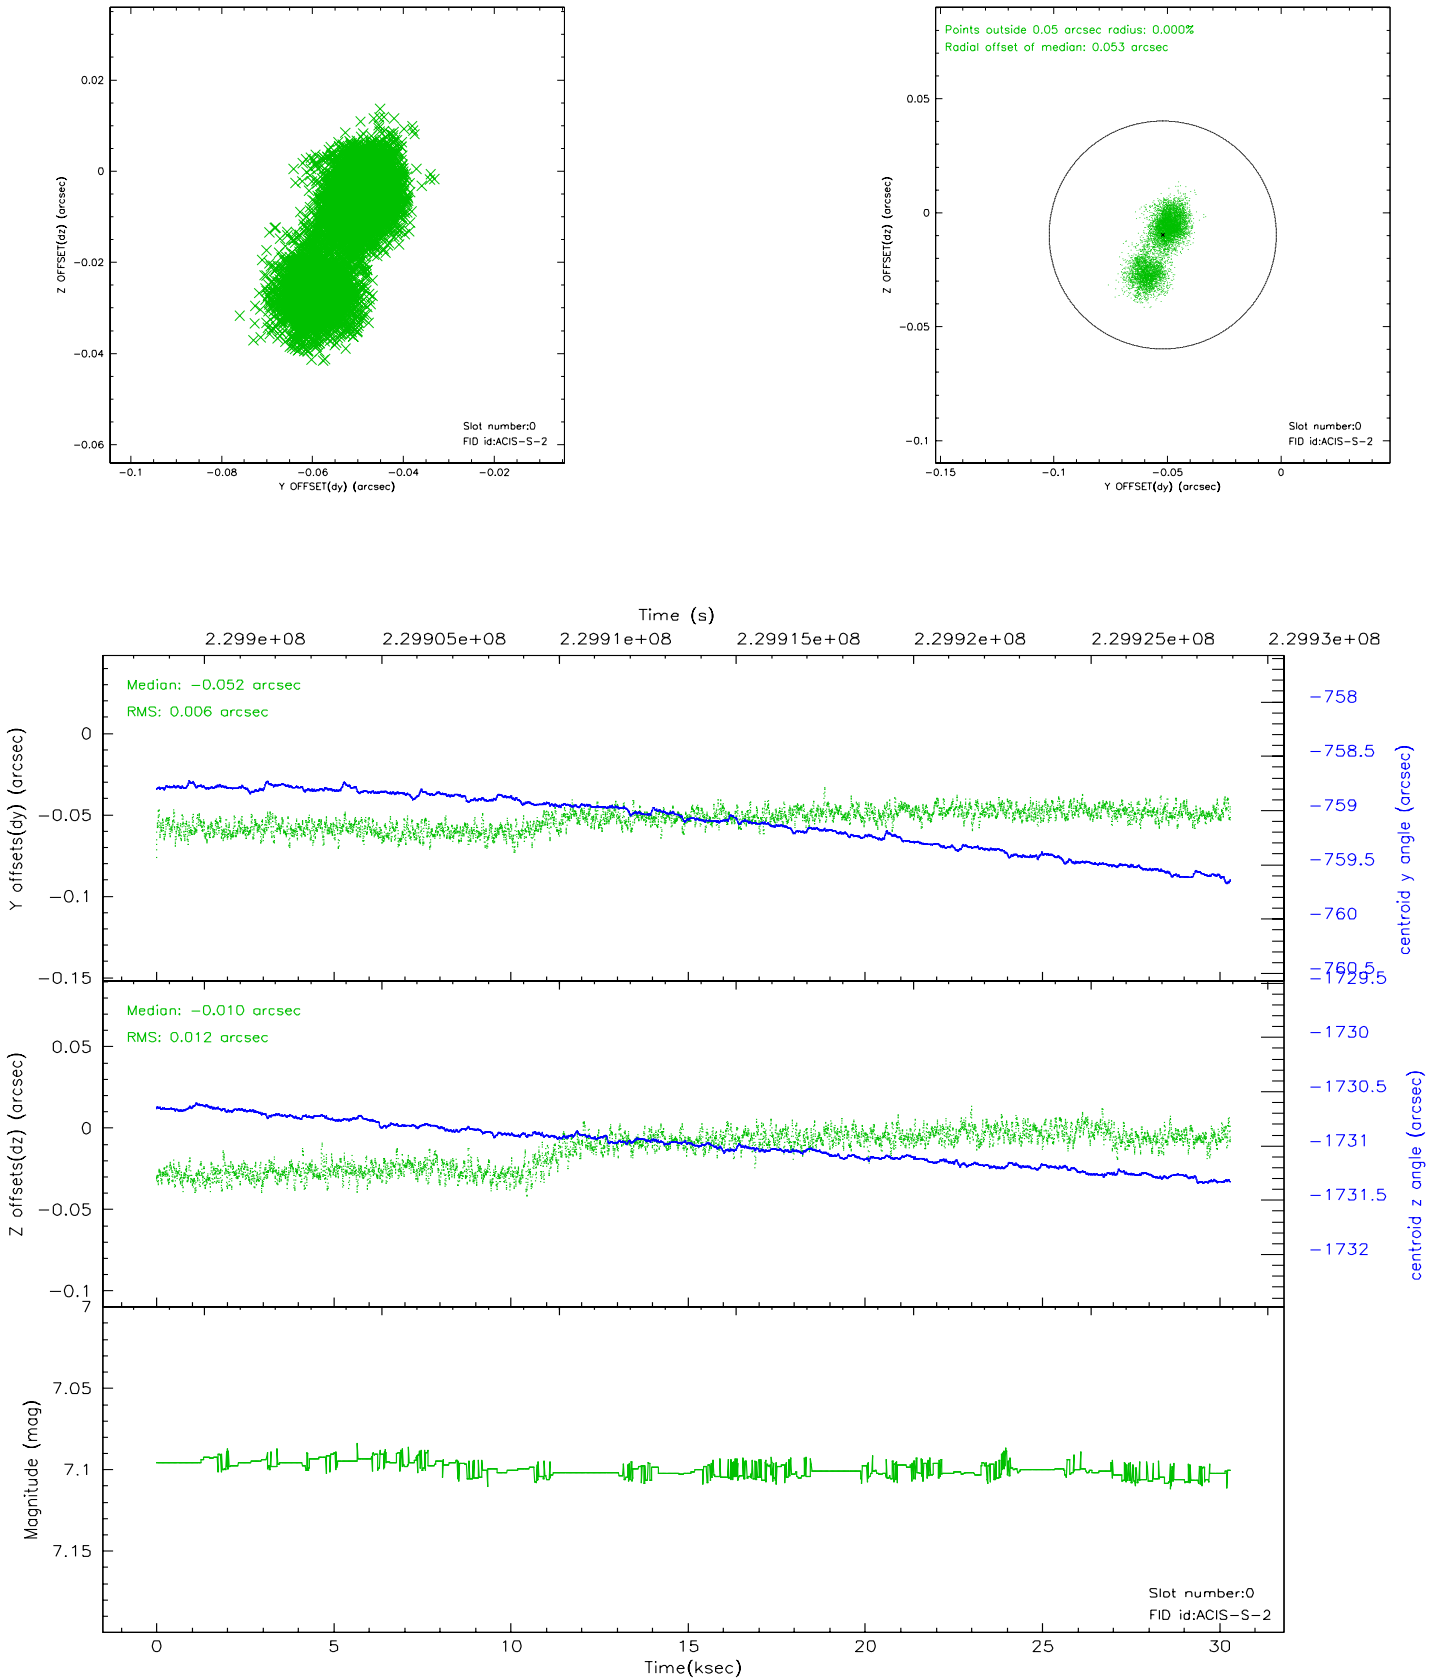 0.02
0
-0.02
-0.04
-0.06
Z OFFSET(dz) (arcsec)
Slot number:0
FID id:ACIS-S-2
-0.1
-0.08
-0.06
-0.04
-0.02
Y OFFSET(dy) (arcsec)
Points outside 0.05 arcsec radius: 0.000%
Radial offset of median: 0.053 arcsec
0.05
0
-0.05
-0.1
Z OFFSET(dz) (arcsec)
Slot number:0
FID id:ACIS-S-2
-0.15
-0.1
-0.05
0
Y OFFSET(dy) (arcsec)
Time (s)
2.299e+08
2.29905e+08
2.2991e+08
2.29915e+08
2.2992e+08
2.29925e+08
2.2993e+08
Median: -0.052 arcsec
RMS: 0.006 arcsec
0
-0.05
-0.1
-0.15
Y offsets(dy) (arcsec)
-758
-758.5
-759
-759.5
-760
-760.5
centroid y angle (arcsec)
Median: -0.010 arcsec
RMS: 0.012 arcsec
0.05
0
-0.05
-0.1
Z offsets(dz) (arcsec)
-1729.5
-1730
-1730.5
-1731
-1731.5
-1732
centroid z angle (arcsec)
7
7.05
7.1
7.15
Magnitude (mag)
Slot number:0
FID id:ACIS-S-2
0
5
10
15
20
25
30
Time(ksec)